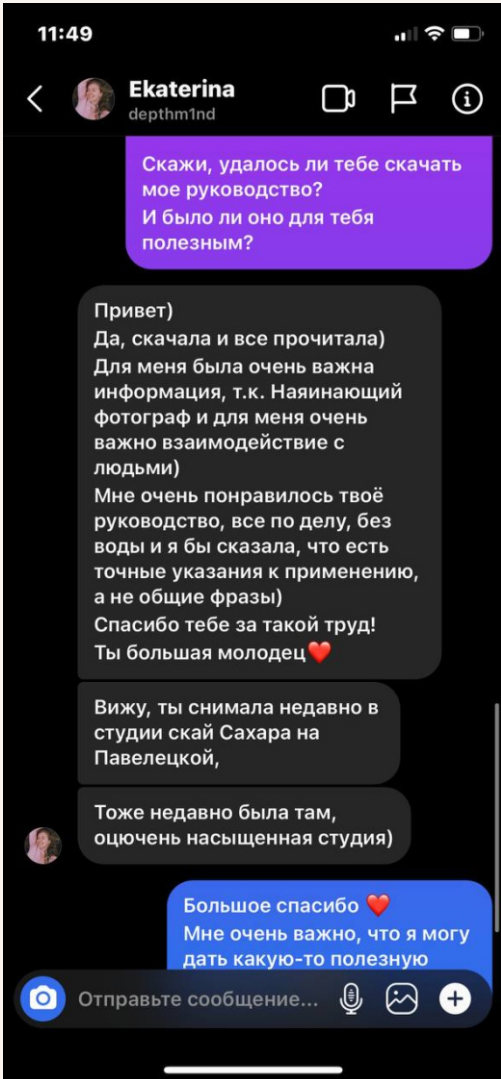 11:49
Ekaterina
depthm1nd
Скажи, удалось ли тебе скачать
мое руководство?
И было ли оно для тебя
полезным?
Привет)
Да, скачала и все прочитала)
Для меня была очень важна
информация, т.к. Наяинающий
фотограф и для меня очень
важно взаимодействие с
людьми)
Мне очень понравилось твоё
руководство, все по делу, без
воды и я бы сказала, что есть
точные указания к применению,
а не общие фразы)
Спасибо тебе за такой труд!
Ты большая молодец❤️
Вижу, ты снимала недавно в
студии скай Сахара на
Павелецкой,
Тоже недавно была там,
оцючень насыщенная студия)
Большое спасибо ❤️
Мне очень важно, что я могу
дать какую-то полезную
Отправьте сообщение...